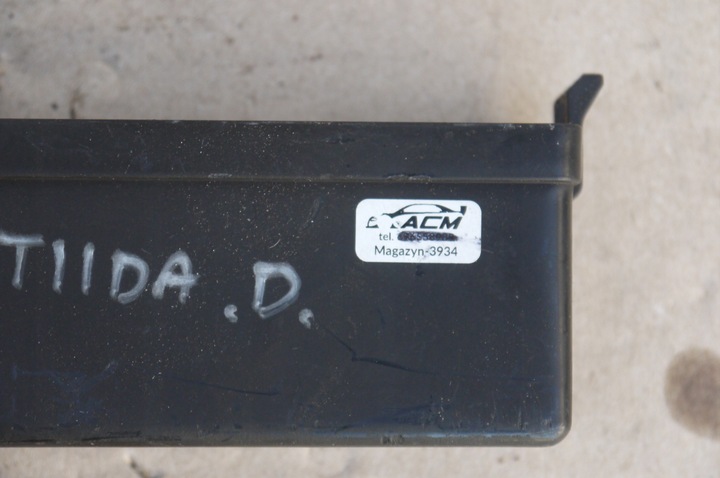 TIIDA .D.
ACM
tel.
Magazyn-3934